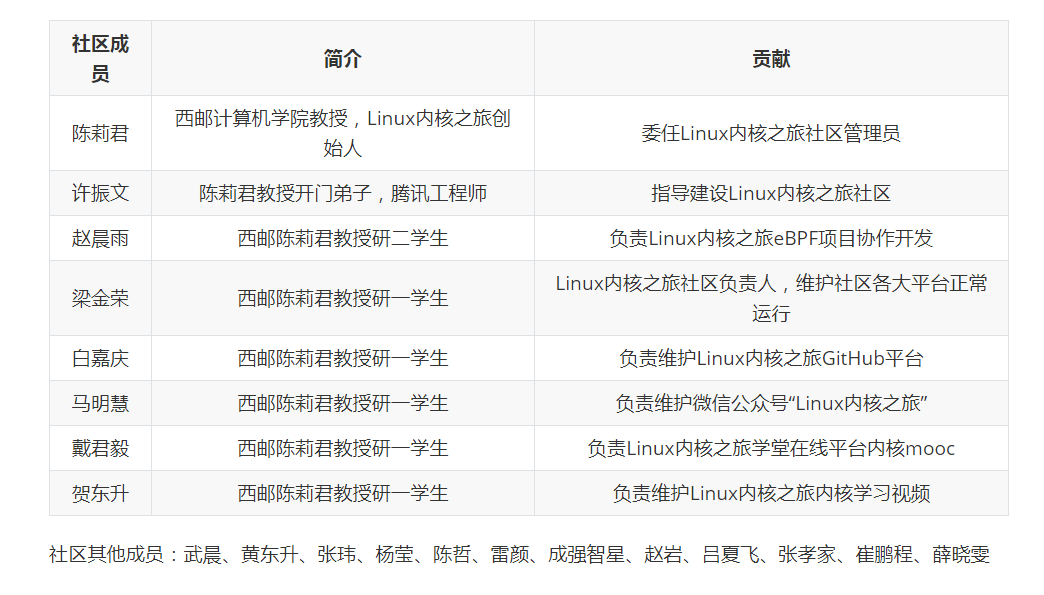 社区成员 简介 贡献
陈莉君 西邮计算机学院教授，Linux内核之旅创始人 委任Linux内核之旅社区管理员
许振文 陈莉君教授开门弟子，腾讯工程师 指导建设Linux内核之旅社区
赵晨雨 西邮陈莉君教授研二学生 负责Linux内核之旅eBPF项目协作开发
梁金荣 西邮陈莉君教授研一学生 Linux内核之旅社区负责人，维护社区各大平台正常运行
白嘉庆 西邮陈莉君教授研一学生 负责维护Linux内核之旅GitHub平台
马明慧 西邮陈莉君教授研一学生 负责维护微信公众号“Linux内核之旅”
戴君毅 西邮陈莉君教授研一学生 负责Linux内核之旅学堂在线平台内核mooc
贺东升 西邮陈莉君教授研一学生 负责维护Linux内核之旅内核学习视频
社区其他成员：武晨、黄东升、张玮、杨莹、陈哲、雷颜、成强智星、赵岩、吕夏飞、张孝家、崔鹏程、薛晓雯